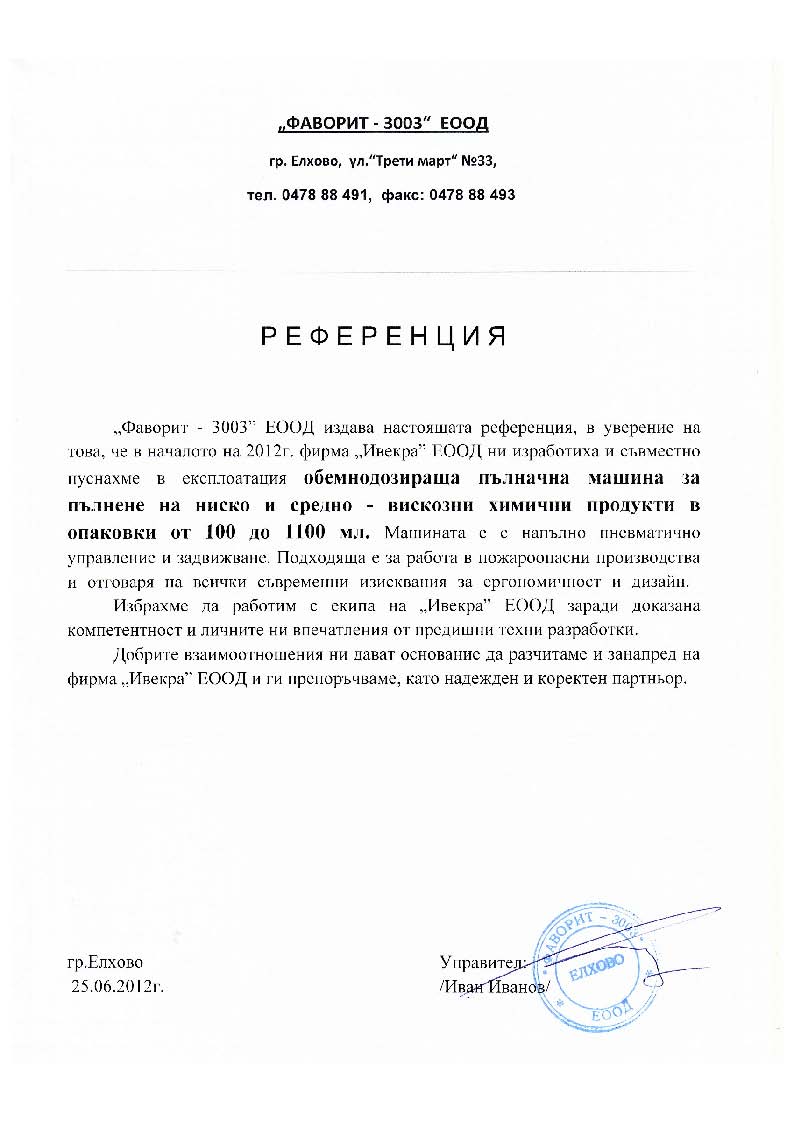 „ФАВОРИТ - 3003“ ЕООД
гр. Елхово, ул.“Трети март“ №33,
тел. 0478 88 491, факс: 0478 88 493
РЕФЕРЕНЦИЯ
„Фаворит - 3003” ЕООД издава настоящата референция, в уверение на
това, че в началото на 2012г. фирма „Ивекра” ЕООД ни изработиха и съвместно
пуснахме в експлоатация обемнодозираща пълначна машина за
пълнене на ниско и средно - вискозни химични продукти в
опаковки от 100 до 1100 мл. Машината е с напълно пневматично
управление и задвижване. Подходяща е за работа в пожароопасни производства
и отговаря на всички съвременни изисквания за ергономичност и дизайн.
Избрахме да работим с екипа на „Ивекра” ЕООД заради доказана
компетентност и личните ни впечатления от предишни техни разработки.
Добрите взаимоотношения ни дават основание да разчитаме и занапред на
фирма „Ивекра” ЕООД и ги препоръчваме, като надежден и коректен партньор.
гр.Елхово
25.06.2012г.
Управител:
/Иван Иванов/
ФАВОРИТ - 3003
ЕЛХОВО
ЕООД